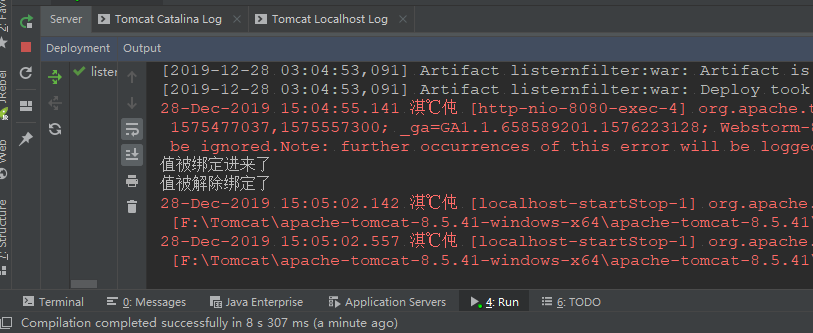 Server
Tomcat Catalina Log
Tomcat Localhost Log
Deployment Output
listern
[2019-12-28 03:04:53,091] Artifact listernfilter:war: Artifact is
[2019-12-28 03:04:53,091] Artifact listernfilter:war: Deploy took
28-Dec-2019 15:04:55.141 淇℃伅 [http-nio-8080-exec-4] org.apache.t
1575477037,1575557300; _ga=GA1.1.658589201.1576223128; Webstorm-
be ignored.Note: further occurrences of this error will be logged
值被绑定进来了
值被解除绑定了
28-Dec-2019 15:05:02.142 淇℃伅 [localhost-startStop-1] org.apache.
[F:\Tomcat\apache-tomcat-8.5.41-windows-x64\apache-tomcat-8.5.41\
28-Dec-2019 15:05:02.557 淇℃伅 [localhost-startStop-1] org.apache.
[F:\Tomcat\apache-tomcat-8.5.41-windows-x64\apache-tomcat-8.5.41\
2: Favo
Rebel
Web
7: Structure
Terminal 0: Messages Java Enterprise Application Servers 4: Run 6: TODO
Compilation completed successfully in 8 s 307 ms (a minute ago)